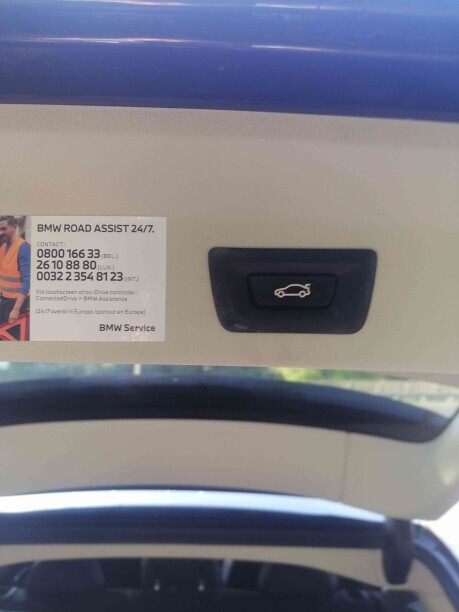 BMW ROAD ASSIST 24/7.
CONTACT:
0800 166 33 (BEL.)
26 10 88 80 (LUX.)
0032 2 354 81 23 (INT.)
Via touchscreen of/ou iDrive controller:
ConnectedDrive > BMW Assistance
(24/7 overal in Europa /partout en Europe)
BMW Service